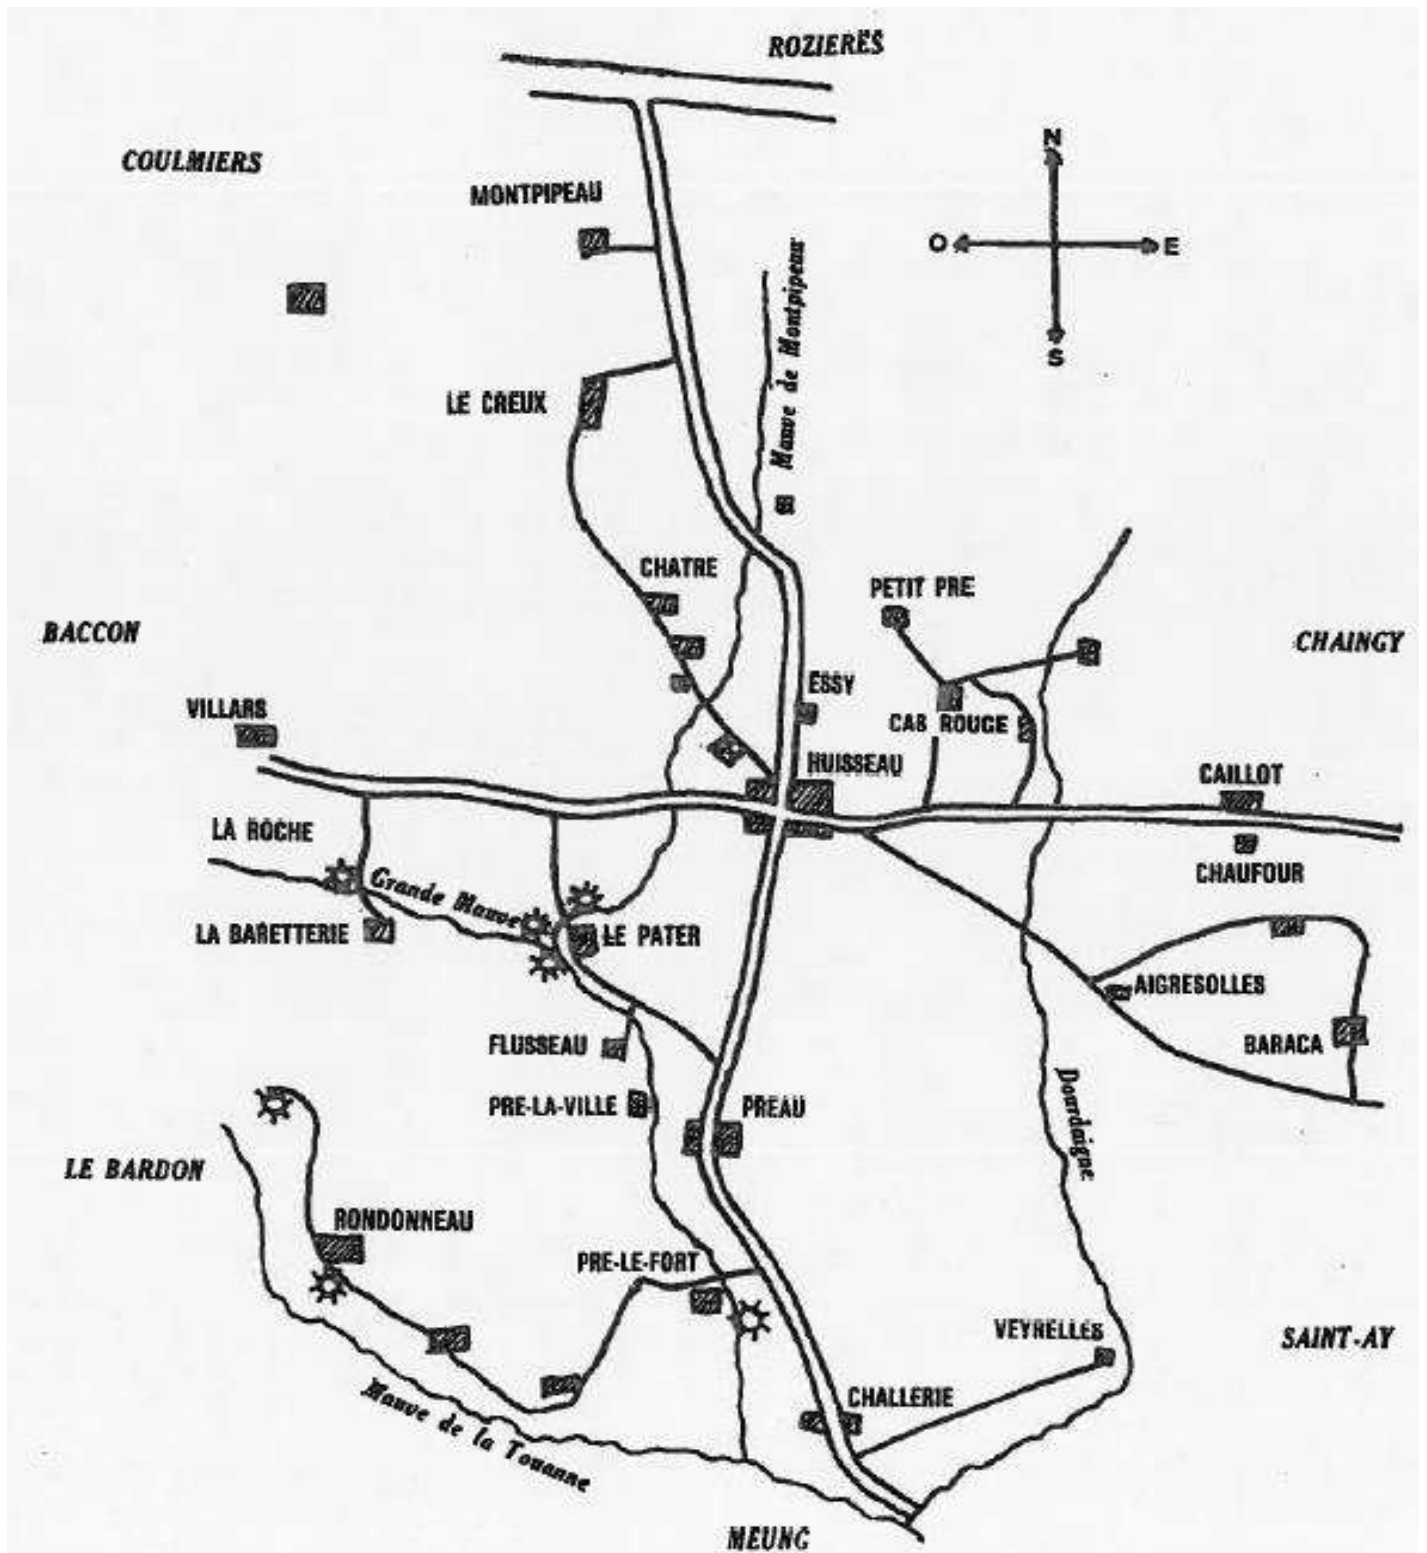 ROZIERËS
COULMIERS
MONTPIPEAU
N
O
E
S
Mauve de Montpipeau
LE CREUX
CHATRE
PETIT PRE
BACCON
CHAINGY
ESSY
VILLARS
CAB ROUGE
HUISSEAU
CAILLOT
LA ROCHE
CHAUFOUR
Grande Mauve
LA BARETTERIE
LE PATER
AIGRESOLLES
FLUSSEAU
BARACA
PRE-LA-VILLE
PREAU
Dourdaigne
LE BARDON
RONDONNEAU
PRE-LE-FORT
VEYRELLES
SAINT-AY
CHALLERIE
Mauve de la Touanne
MEUNG